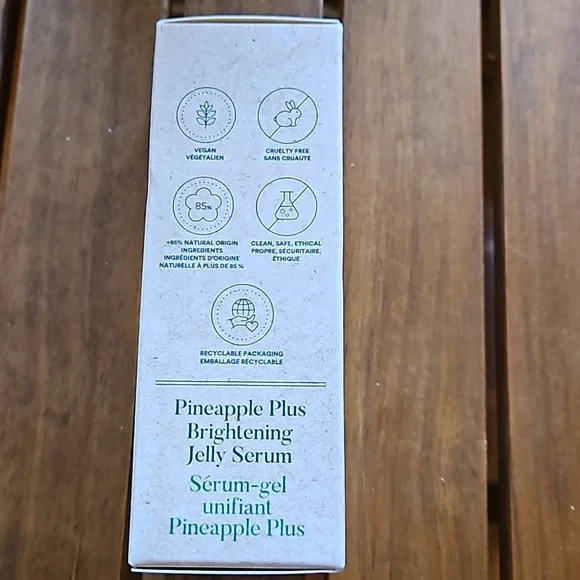 VEGAN
VÉGÉTALIEN
CRUELTY FREE
SANS CRUAUTÉ
85%
+85% NATURAL ORIGIN
INGREDIENTS
INGRÉDIENTS D'ORIGINE
NATURELLE À PLUS DE 85 %
CLEAN, SAFE, ETHICAL
PROPRE, SÉCURITAIRE,
ÉTHIQUE
RECYCLABLE PACKAGING
EMBALLAGE RECYCLABLE
Pineapple Plus
Brightening
Jelly Serum
Sérum-gel
unifiant
Pineapple Plus